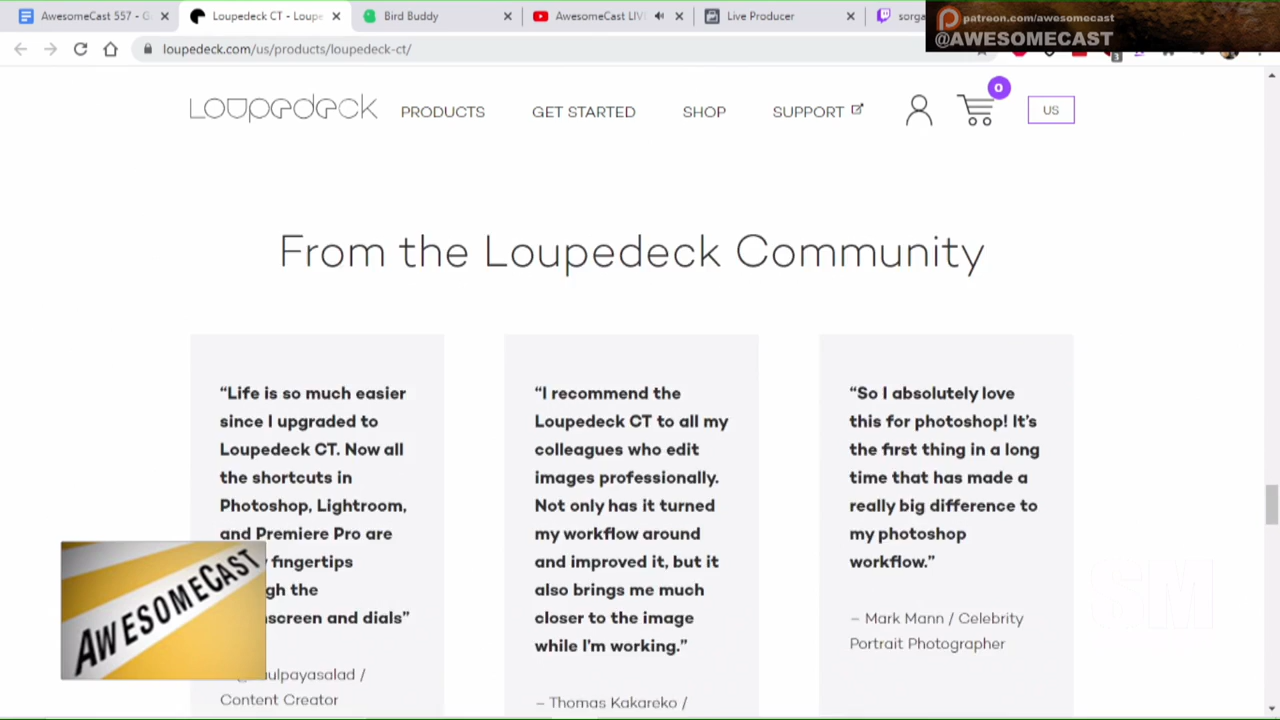 AwesomeCast 557 - G
Loupedeck CT - Loupe
Bird Buddy
AwesomeCast LIV
Live Producer
sorga
patreon.com/awesomecast
@AWESOMECAST
loupedeck.com/us/products/loupedeck-ct/
3
LOUPEDECK
PRODUCTS
GET STARTED
SHOP
SUPPORT
0
US
From the Loupedeck Community
“Life is so much easier
since I upgraded to
Loupedeck CT. Now all
the shortcuts in
Photoshop, Lightroom,
and Premiere Pro are
fingertips
the
screen and dials”
ulpayasalad /
Content Creator
“I recommend the
Loupedeck CT to all my
colleagues who edit
images professionally.
Not only has it turned
my workflow around
and improved it, but it
also brings me much
closer to the image
while I’m working.”
– Thomas Kakareko /
“So I absolutely love
this for photoshop! It’s
the first thing in a long
time that has made a
really big difference to
my photoshop
workflow.”
– Mark Mann / Celebrity
Portrait Photographer
AWESOMECAST